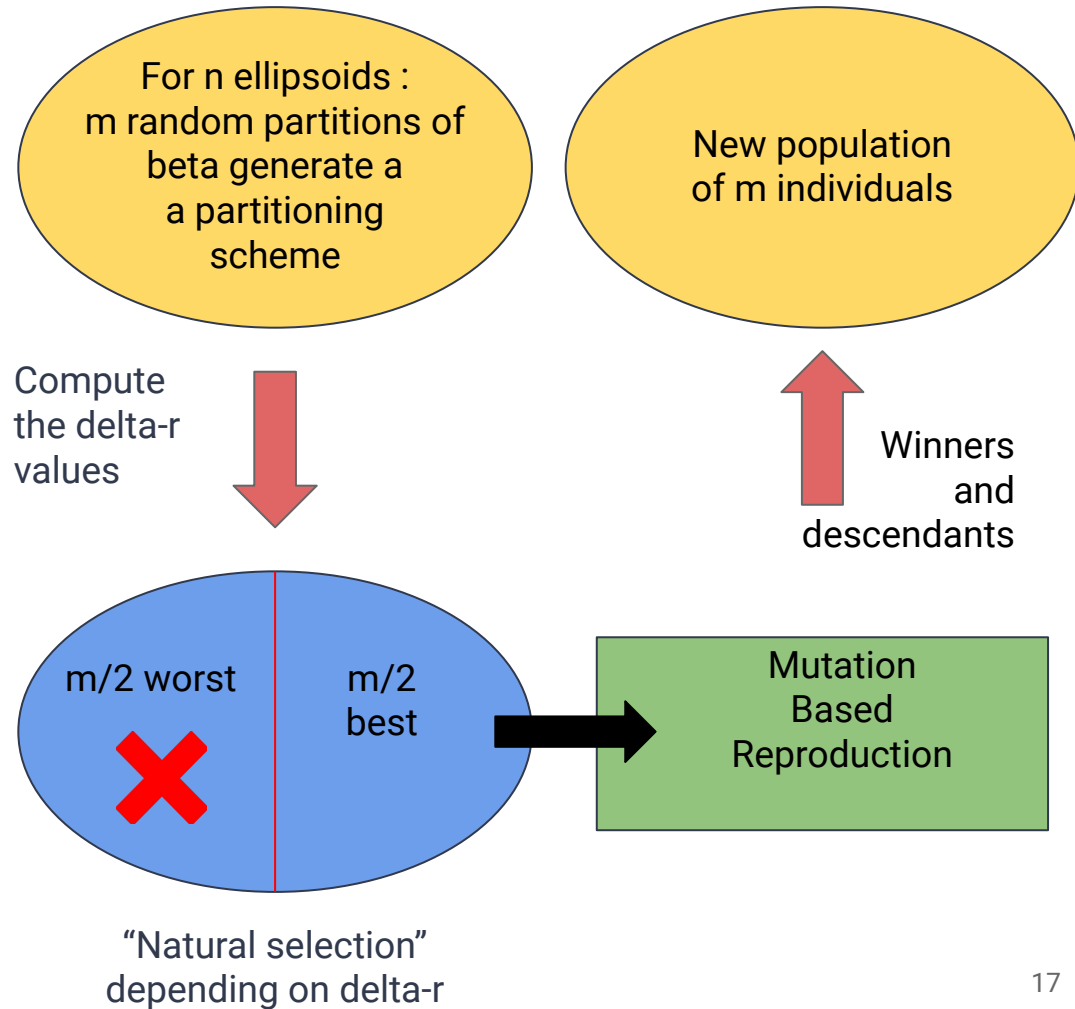 For n ellipsoids :
m random partitions of
beta generate a
a partitioning
scheme
New population
of m individuals
Compute
the delta-r
values
Winners
and
descendants
m/2 worst
m/2
best
Mutation
Based
Reproduction
“Natural selection”
depending on delta-r
17